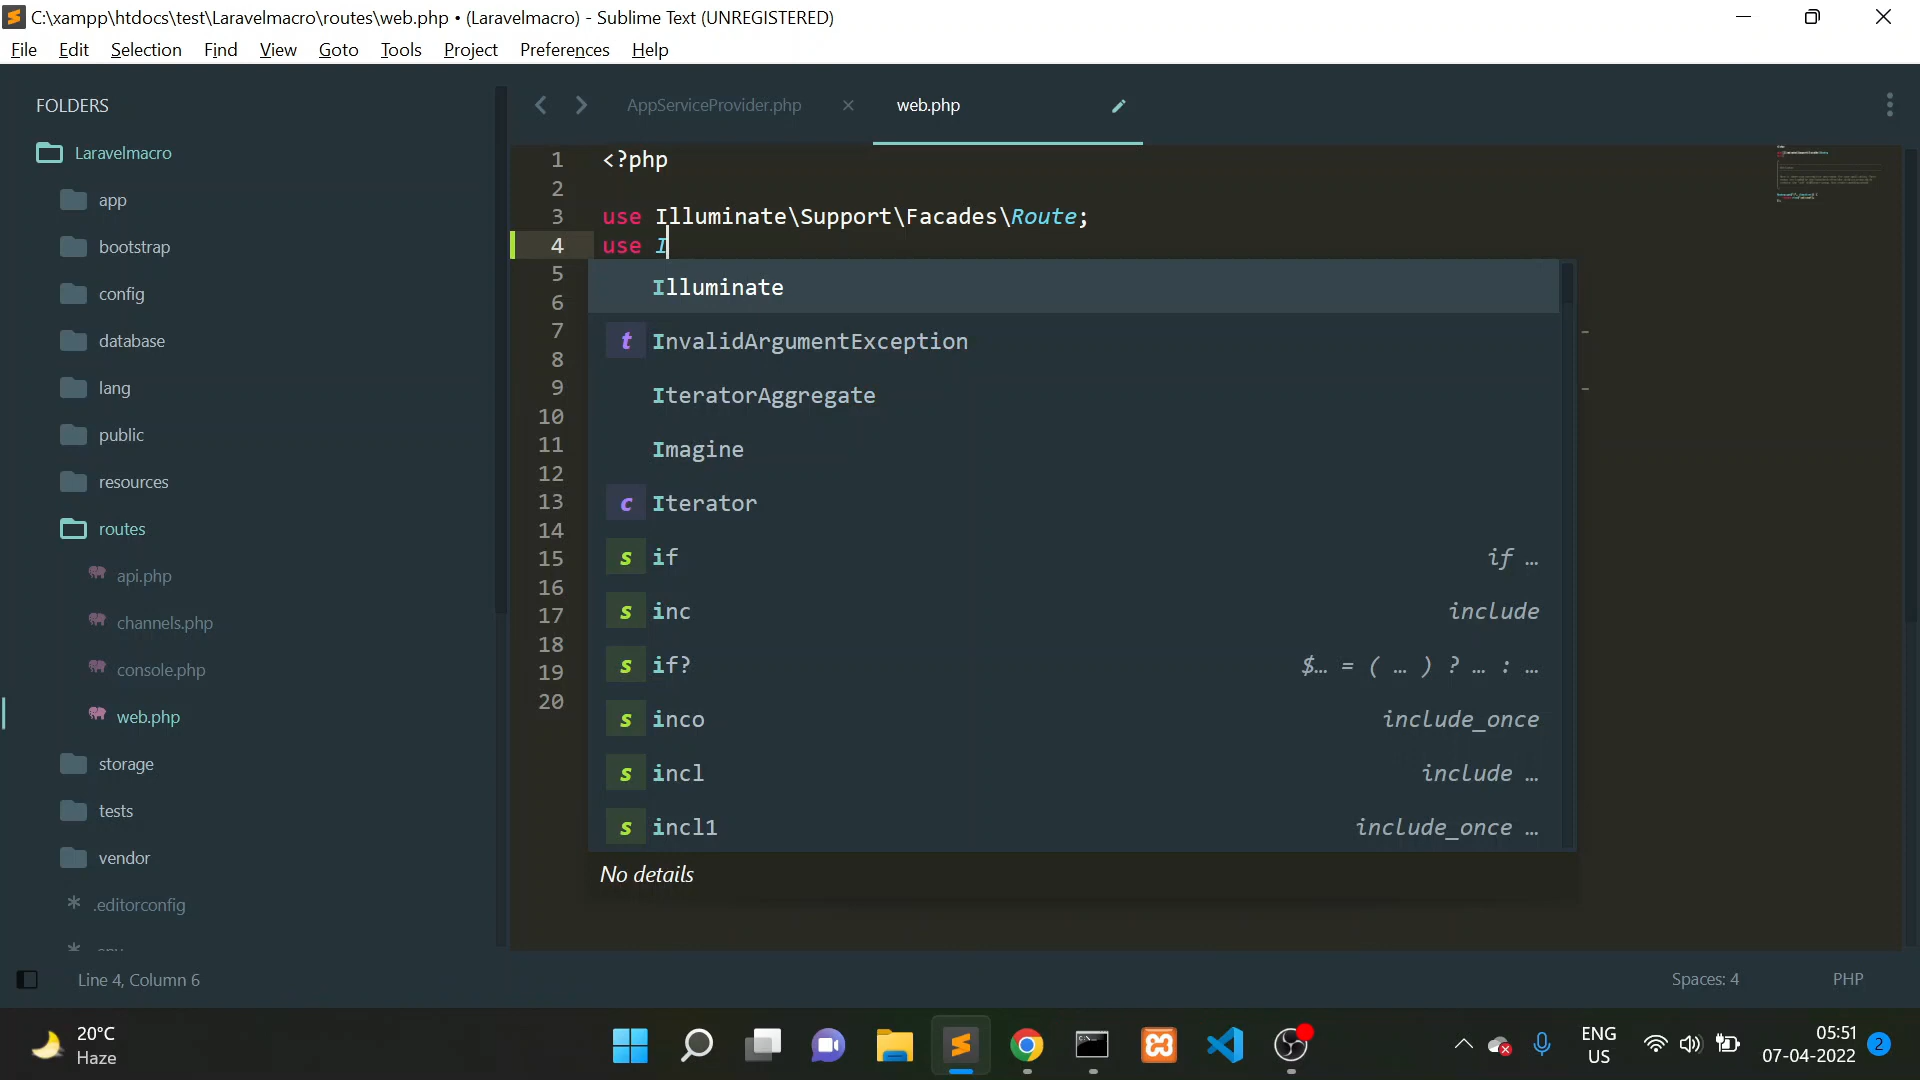 C:\xampp\htdocs\test\Laravelmacro\routes\web.php • (Laravelmacro) - Sublime Text (UNREGISTERED)
File Edit Selection Find View Goto Tools Project Preferences Help
FOLDERS
Laravelmacro
app
bootstrap
config
database
lang
public
resources
routes
api.php
channels.php
console.php
web.php
storage
tests
vendor
.editorconfig
AppServiceProvider.php
web.php
1 <?php
2
3 use Illuminate\Support\Facades\Route;
4 use I
5
6
7
8
9
10
11
12
13
14
15
16
17
18
19
20
Illuminate
t InvalidArgumentException
IteratorAggregate
Imagine
c Iterator
s if if …
s inc include
s if? $… = ( … ) ? … : …
s inco include_once
s incl include …
s incl1 include_once …
No details
Line 4, Column 6
Spaces: 4 PHP
20°C
Haze
ENG
US
05:51
07-04-2022
2